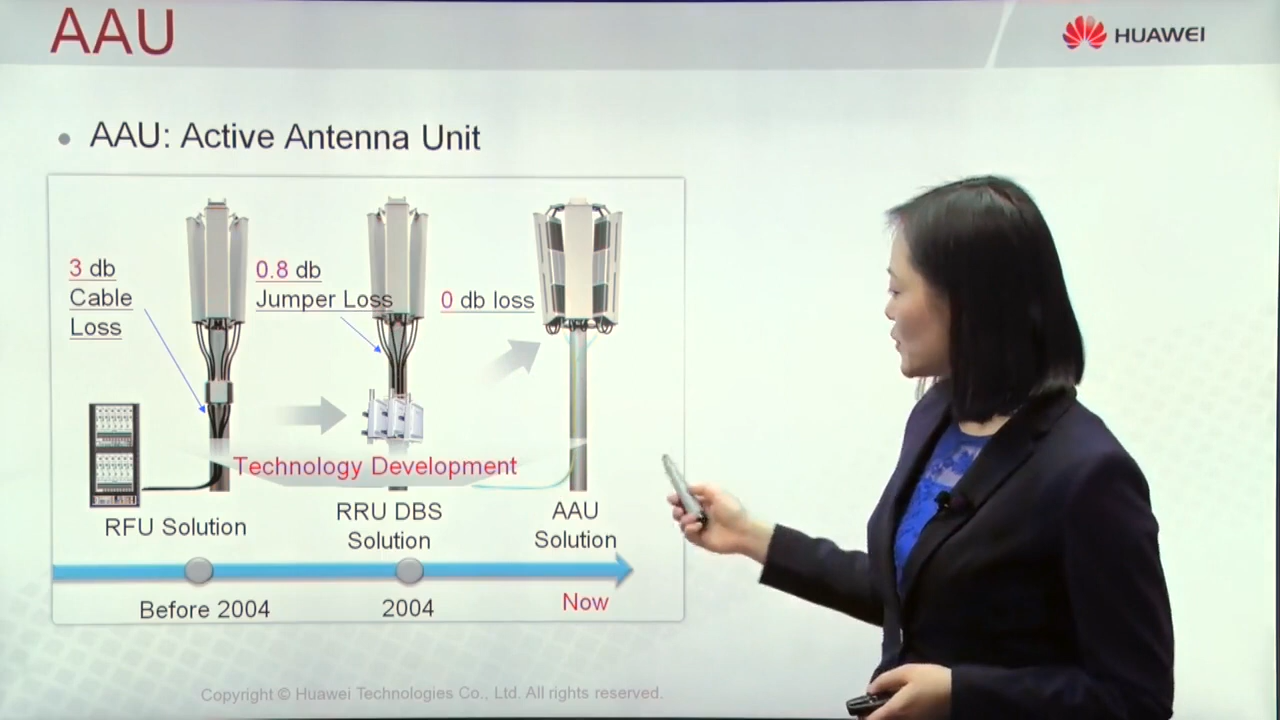 AAU
HUAWEI
AAU: Active Antenna Unit
3 db
Cable
Loss
0.8 db
Jumper Loss
0 db loss
Technology Development
RFU Solution
RRU DBS
Solution
AAU
Solution
Before 2004
2004
Now
Copyright © Huawei Technologies Co., Ltd. All rights reserved.